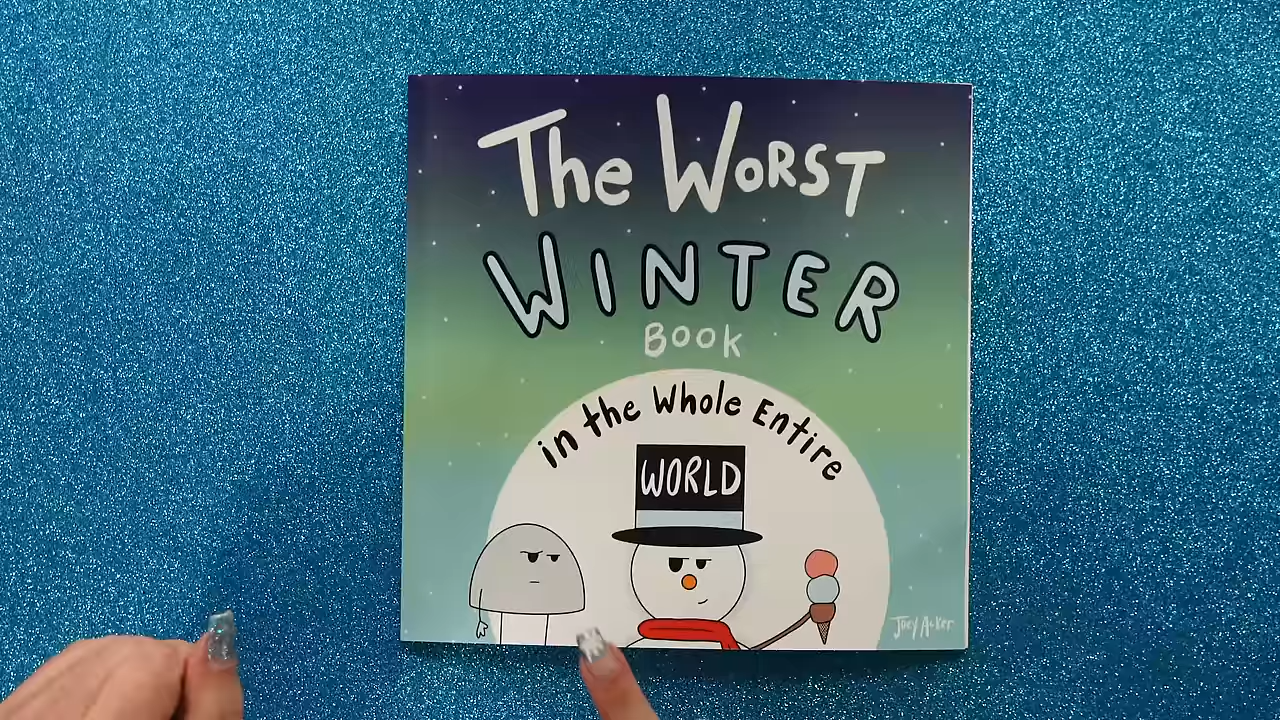 The Worst
Winter
Book
in the Whole Entire
WORLD
Joey Acker